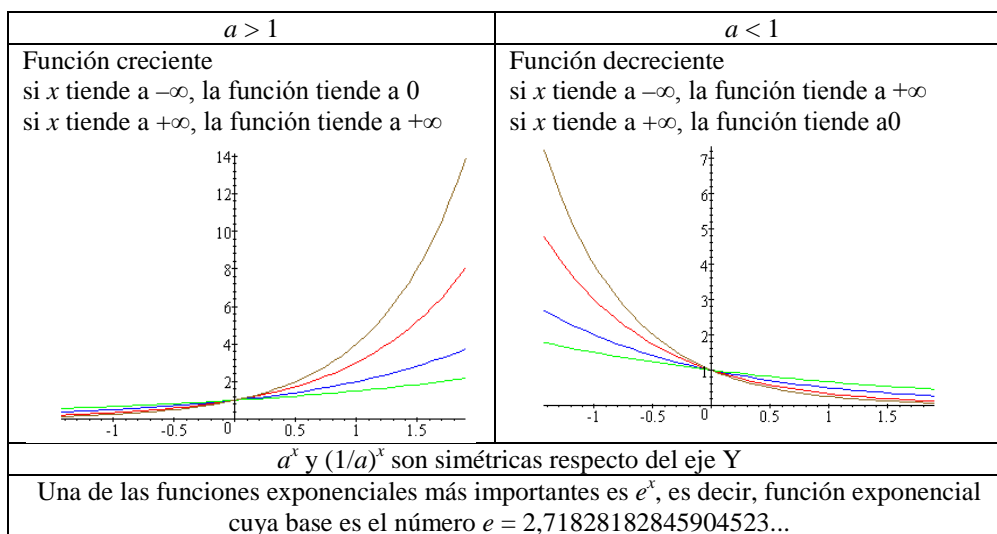 a > 1
a < 1
Función creciente
si x tiende a –∞, la función tiende a 0
si x tiende a +∞, la función tiende a +∞
Función decreciente
si x tiende a –∞, la función tiende a +∞
si x tiende a +∞, la función tiende a0
14
12
10
8
6
4
2
-1 -0.5 0 0.5 1 1.5
7
6
5
4
3
2
1
-1 -0.5 0 0.5 1 1.5
a^x y (1/a)^x son simétricas respecto del eje Y
Una de las funciones exponenciales más importantes es e^x, es decir, función exponencial
cuya base es el número e = 2,71828182845904523...